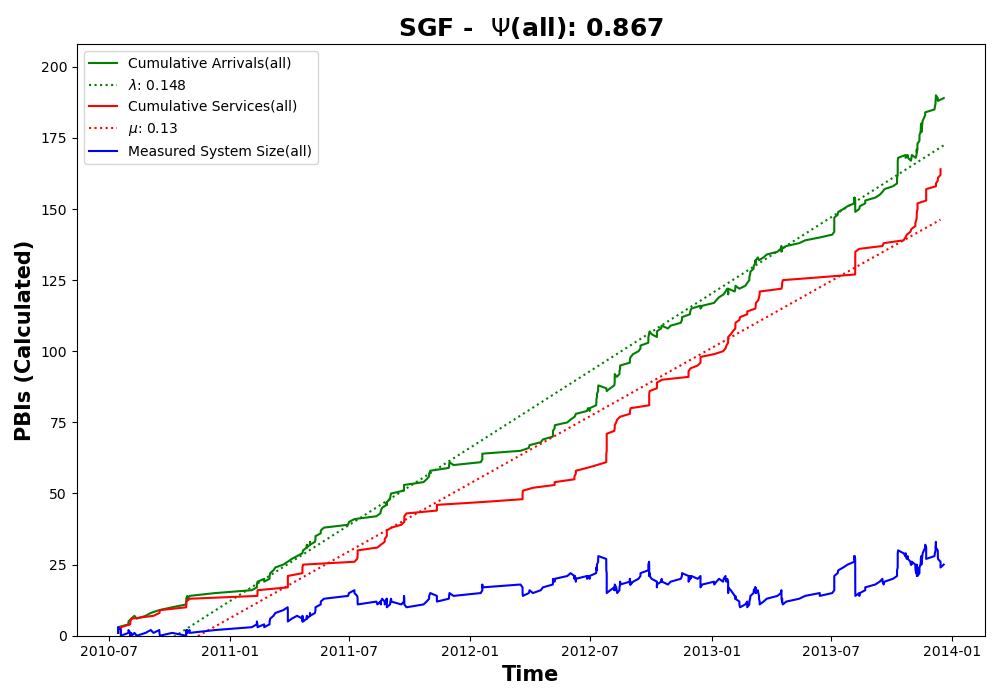 SGF - Ψ(all): 0.867
Cumulative Arrivals(all)
λ: 0.148
Cumulative Services(all)
μ: 0.13
Measured System Size(all)
PBIs (Calculated)
200
175
150
125
100
75
50
25
0
2010-07 2011-01 2011-07 2012-01 2012-07 2013-01 2013-07 2014-01
Time